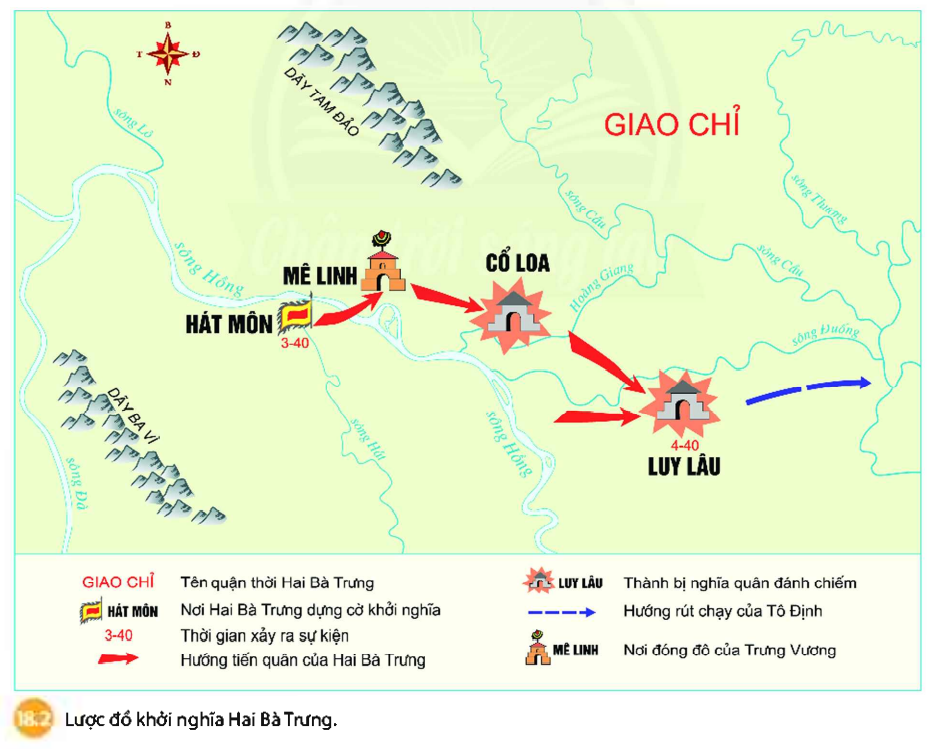 B
T Đ
N
DÃY TAM ĐẢO
GIAO CHỈ
sông Lô
sông Cầu
sông Thương
sông Hồng
MÊ LINH
CỔ LOA
Hoàng Giang
sông Cầu
HÁT MÔN
3-40
sông Đuống
DÃY BA VÌ
sông Hát
sông Hồng
4-40
LUY LÂU
sông Đà
GIAO CHỈ Tên quận thời Hai Bà Trưng
HÁT MÔN Nơi Hai Bà Trưng dựng cờ khởi nghĩa
3-40 Thời gian xảy ra sự kiện
Hướng tiến quân của Hai Bà Trưng
LUY LÂU Thành bị nghĩa quân đánh chiếm
Hướng rút chạy của Tô Định
MÊ LINH Nơi đóng đô của Trưng Vương
18.2 Lược đồ khởi nghĩa Hai Bà Trưng.